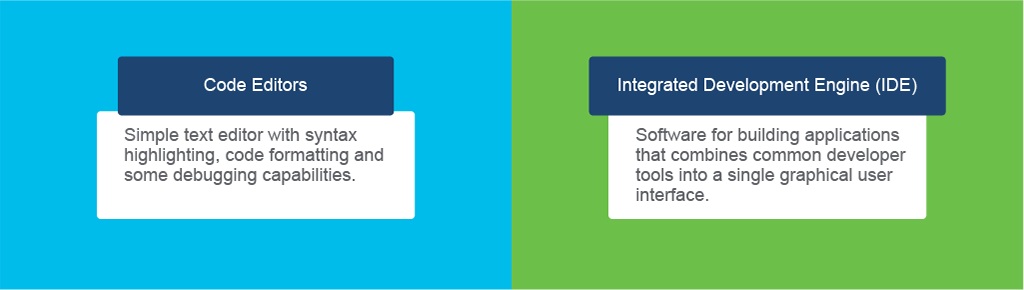 Code Editors
Simple text editor with syntax
highlighting, code formatting and
some debugging capabilities.
Integrated Development Engine (IDE)
Software for building applications
that combines common developer
tools into a single graphical user
interface.